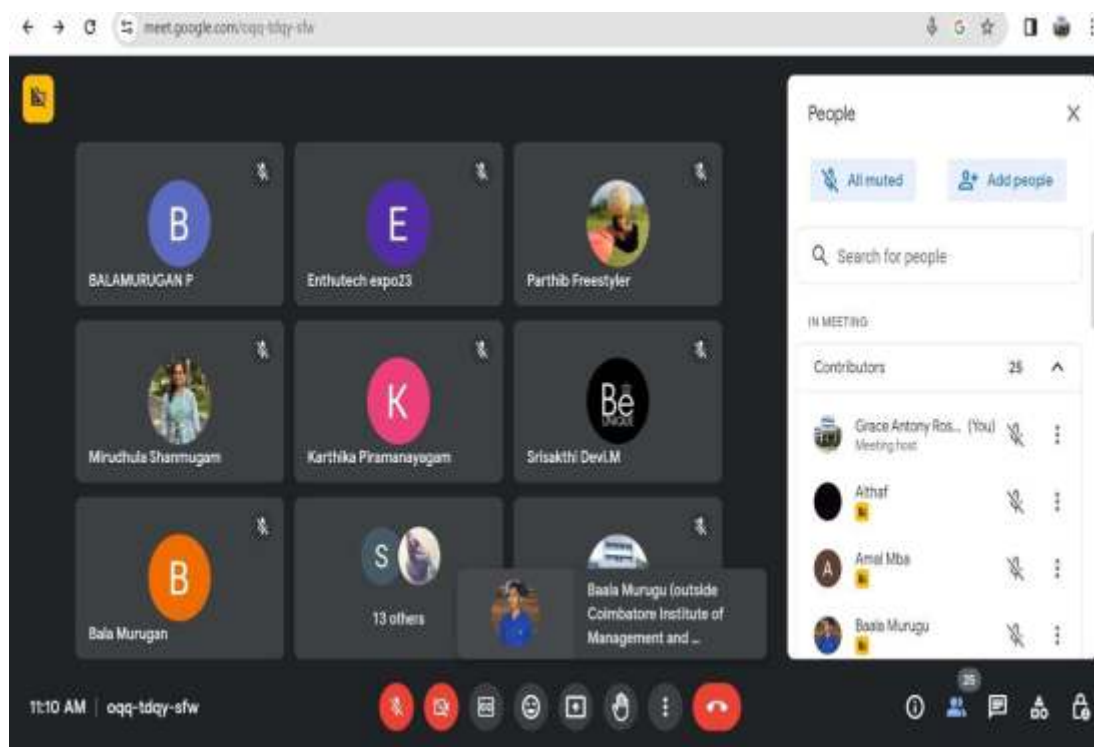 meet.google.com/oqq-tdqy-sfw
G
People
All muted
Add people
Search for people
IN MEETING
Contributors 25
Grace Antony Ros... (You)
Meeting host
Althaf
A
Amal Mba
Baala Murugu
B
BALAMURUGAN P
E
Enthutech expo23
Parthib Freestyler
Mirudhula Shanmugam
K
Karthika Piramanayagam
Be
UNIQUE
Srisakthi Devi.M
B
Bala Murugan
S
13 others
Baala Murugu (outside
Coimbatore Institute of
Management and ...
11:10 AM | oqq-tdqy-sfw
CC
25